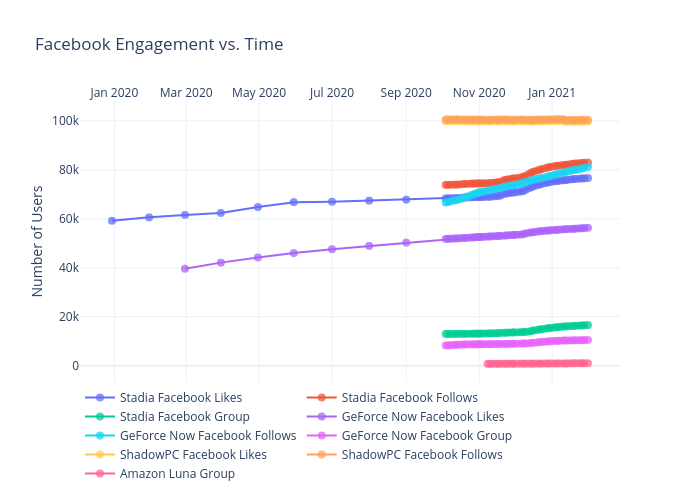 Facebook Engagement vs. Time
Jan 2020 Mar 2020 May 2020 Jul 2020 Sep 2020 Nov 2020 Jan 2021
100k
80k
60k
40k
20k
0
Number of Users
Stadia Facebook Likes Stadia Facebook Follows
Stadia Facebook Group GeForce Now Facebook Likes
GeForce Now Facebook Follows GeForce Now Facebook Group
ShadowPC Facebook Likes ShadowPC Facebook Follows
Amazon Luna Group